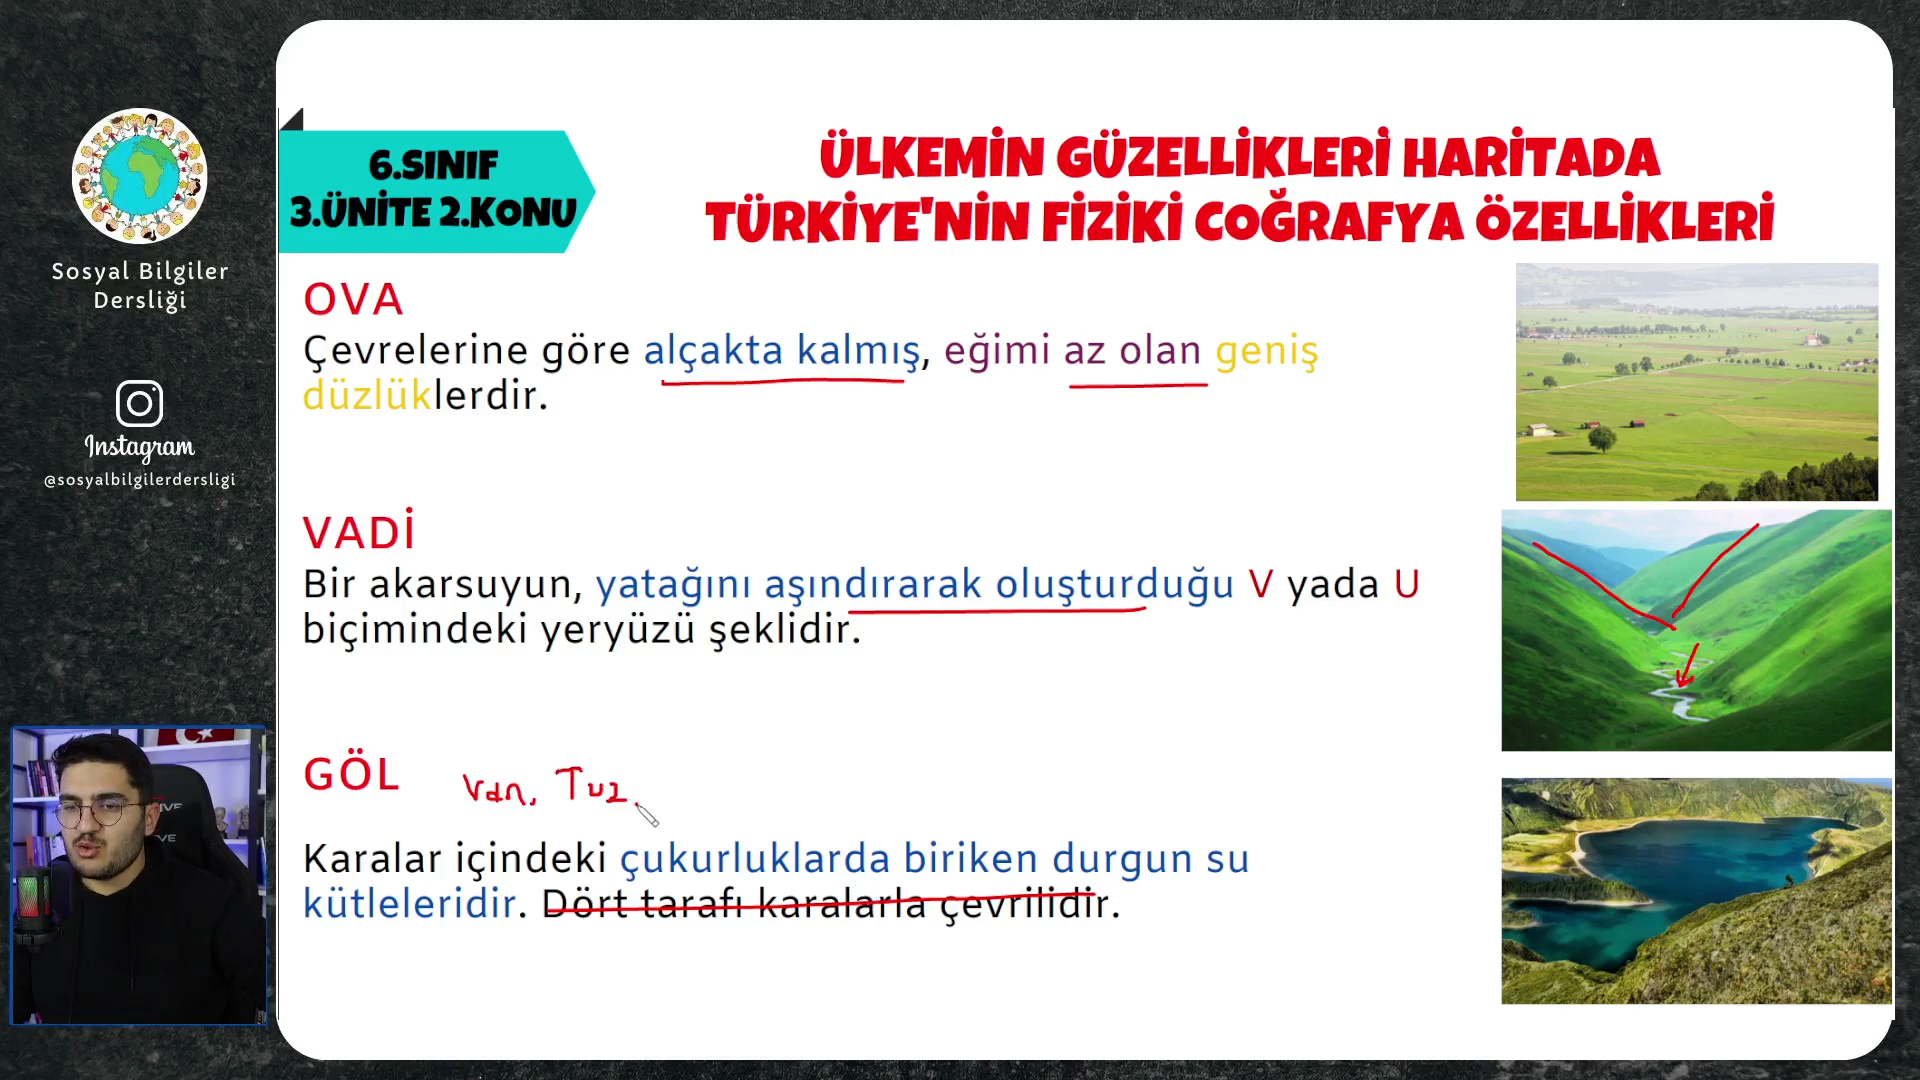 6.SINIF
3.ÜNİTE 2.KONU
ÜLKEMİN GÜZELLİKLERİ HARİTADA
TÜRKİYE'NİN FİZİKİ COĞRAFYA ÖZELLİKLERİ
Sosyal Bilgiler
Dersliği
Instagram
@sosyalbilgilerdersligi
OVA
Çevrelerine göre alçakta kalmış, eğimi az olan geniş
düzlüklerdir.
VADİ
Bir akarsuyun, yatağını aşındırarak oluşturduğu V yada U
biçimindeki yeryüzü şeklidir.
GÖL
Van, Tuz
Karalar içindeki çukurluklarda biriken durgun su
kütleleridir. Dört tarafı karalarla çevrilidir.